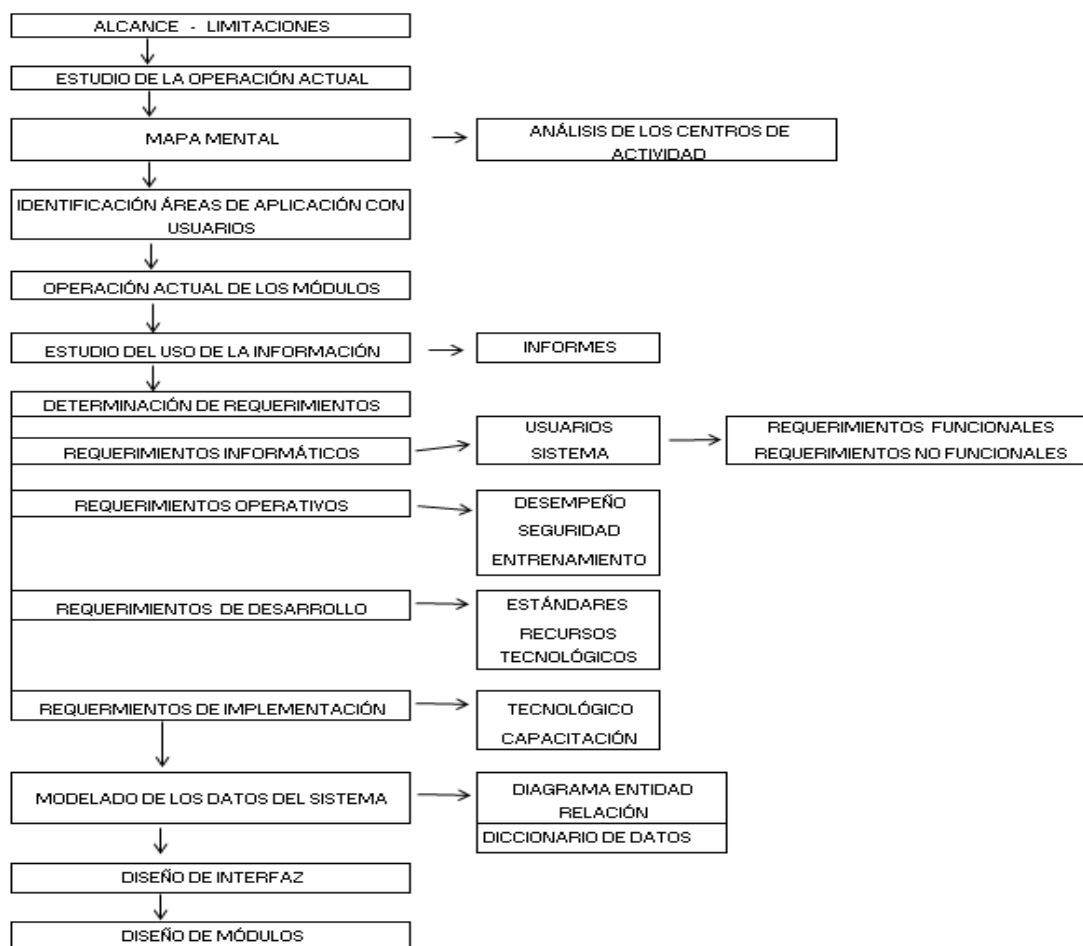 ALCANCE - LIMITACIONES
ESTUDIO DE LA OPERACIÓN ACTUAL
MAPA MENTAL
ANÁLISIS DE LOS CENTROS DE
ACTIVIDAD
IDENTIFICACIÓN ÁREAS DE APLICACIÓN CON
USUARIOS
OPERACIÓN ACTUAL DE LOS MÓDULOS
ESTUDIO DEL USO DE LA INFORMACIÓN
INFORMES
DETERMINACIÓN DE REQUERIMIENTOS
REQUERIMIENTOS INFORMÁTICOS
USUARIOS
SISTEMA
REQUERIMIENTOS FUNCIONALES
REQUERIMIENTOS NO FUNCIONALES
REQUERIMIENTOS OPERATIVOS
DESEMPEÑO
SEGURIDAD
ENTRENAMIENTO
REQUERIMIENTOS DE DESARROLLO
ESTÁNDARES
RECURSOS
TECNOLÓGICOS
REQUERMIENTOS DE IMPLEMENTACIÓN
TECNOLÓGICO
CAPACITACIÓN
MODELADO DE LOS DATOS DEL SISTEMA
DIAGRAMA ENTIDAD
RELACIÓN
DICCIONARIO DE DATOS
DISEÑO DE INTERFAZ
DISEÑO DE MÓDULOS